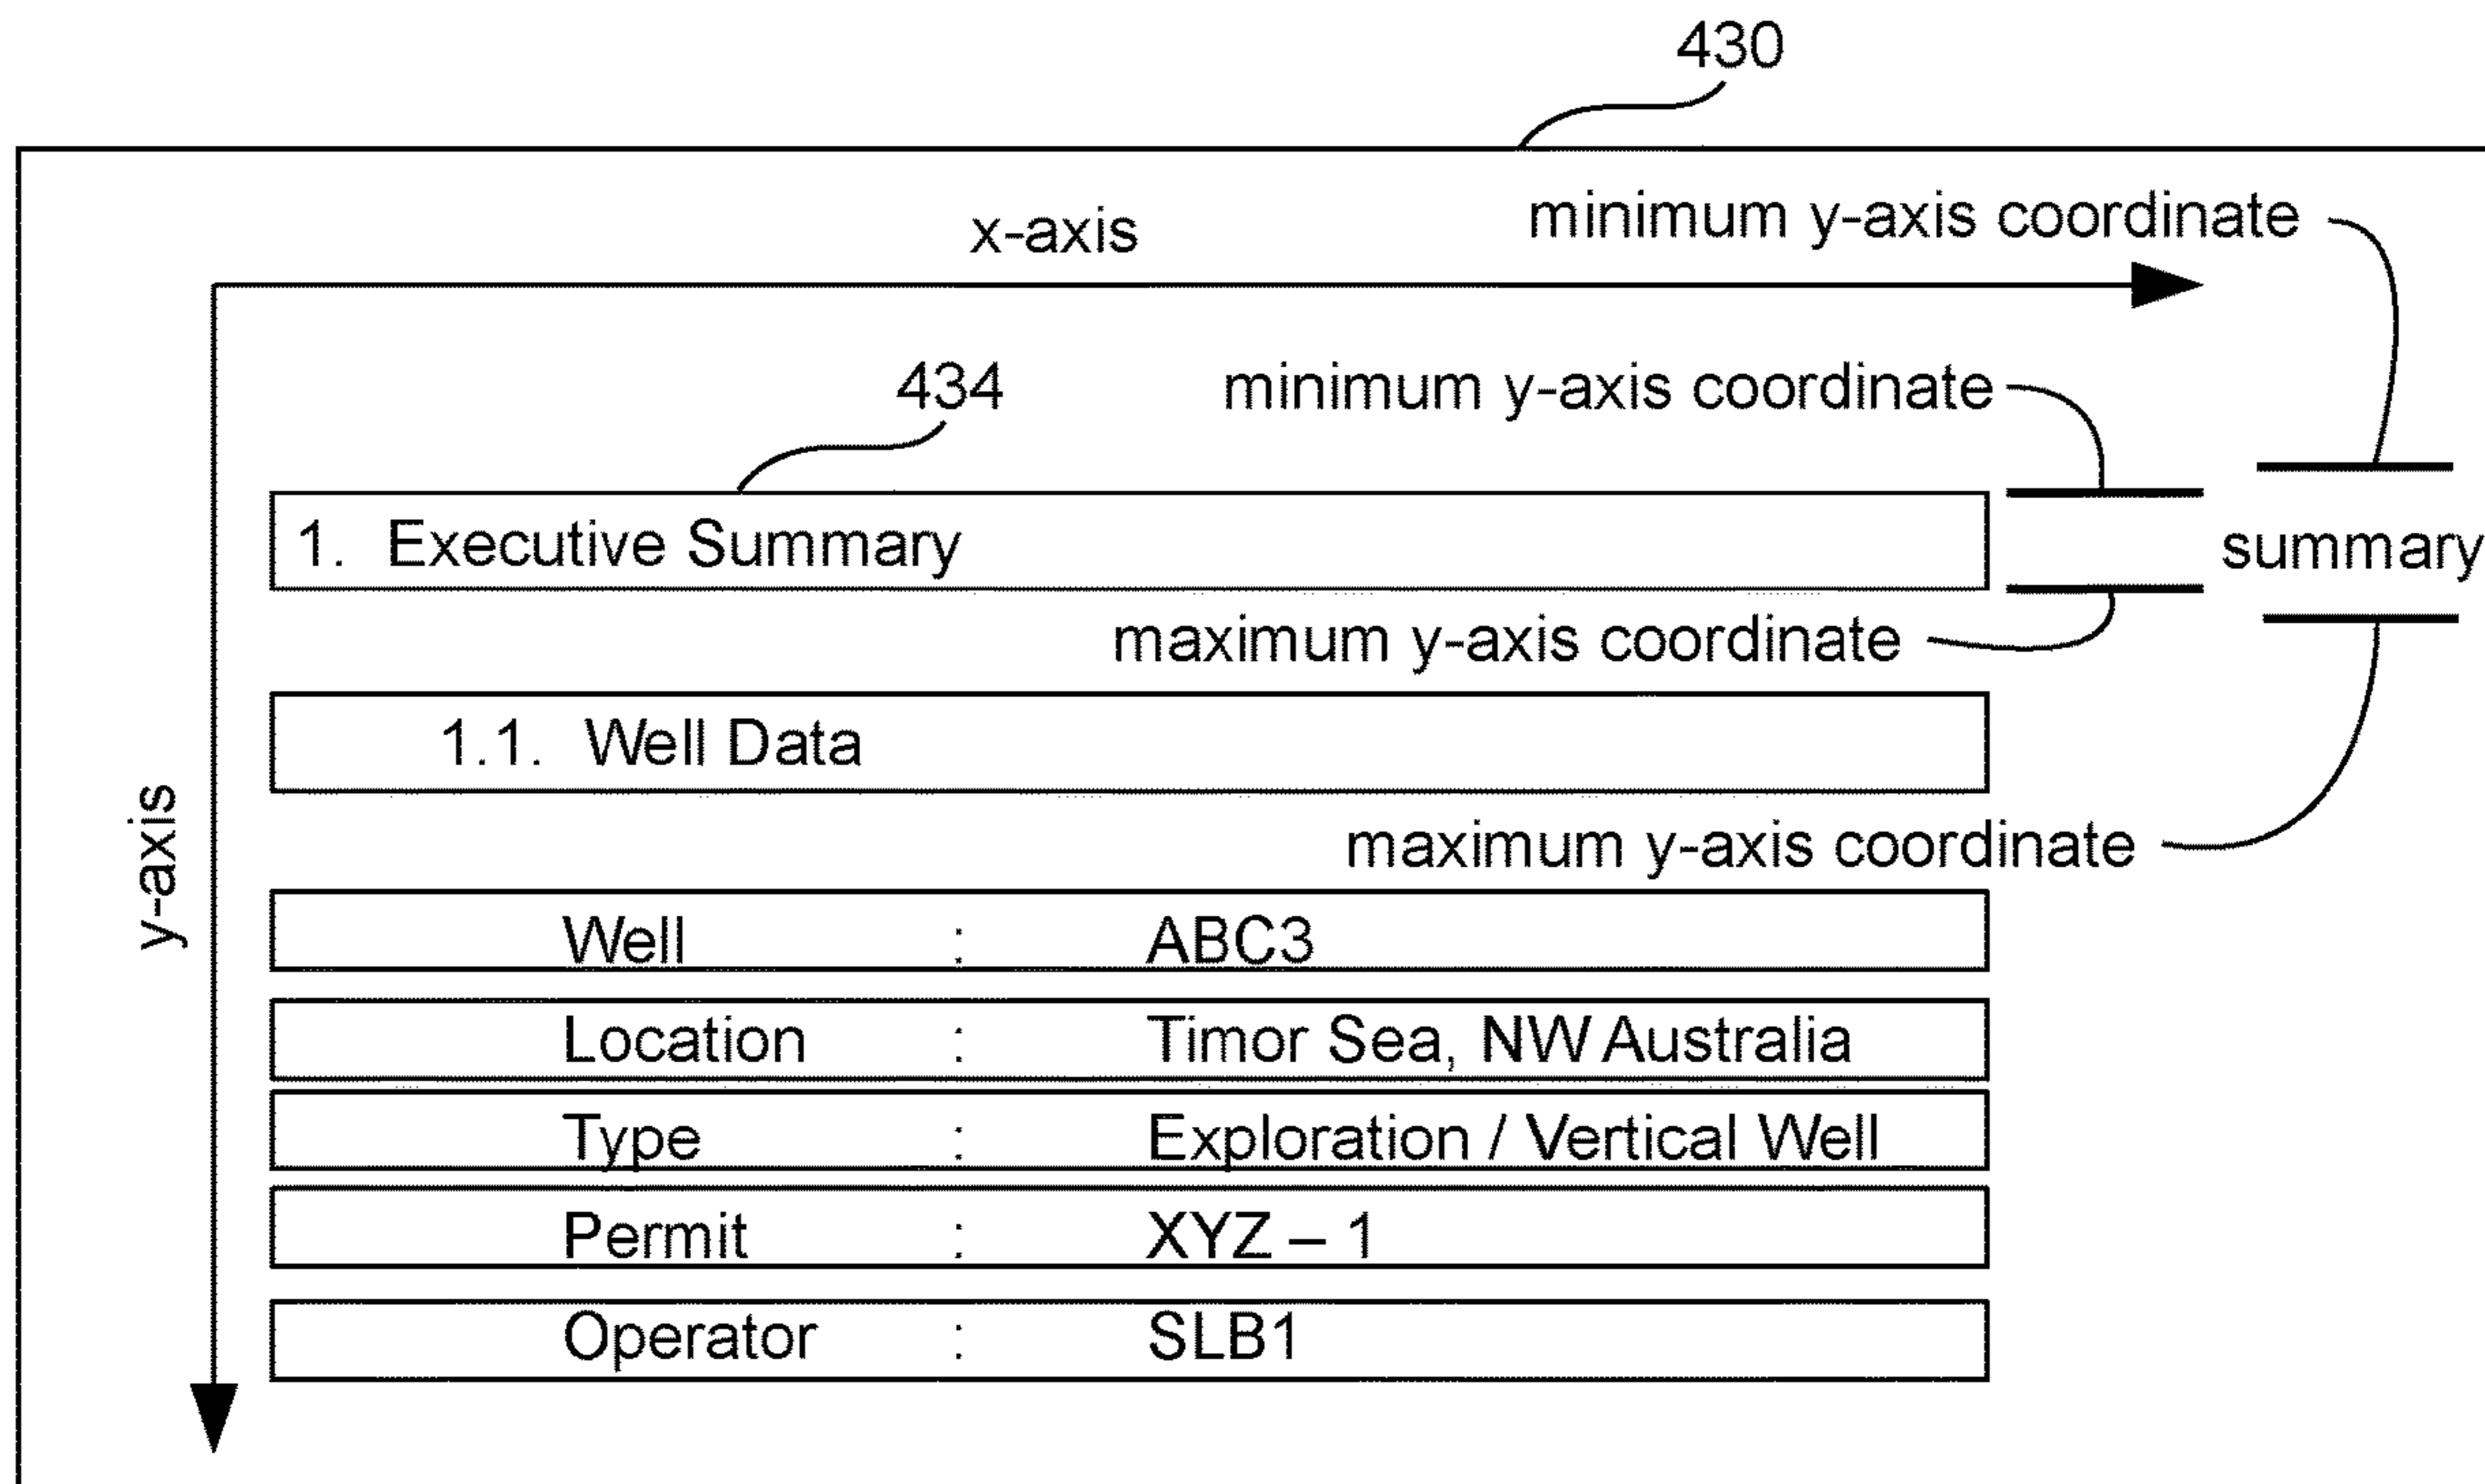 430
minimum y-axis coordinate
x-axis
434
minimum y-axis coordinate
1. Executive Summary
summary
maximum y-axis coordinate
1.1. Well Data
y-axis
maximum y-axis coordinate
Well : ABC3
Location : Timor Sea, NW Australia
Type : Exploration / Vertical Well
Permit : XYZ – 1
Operator : SLB1